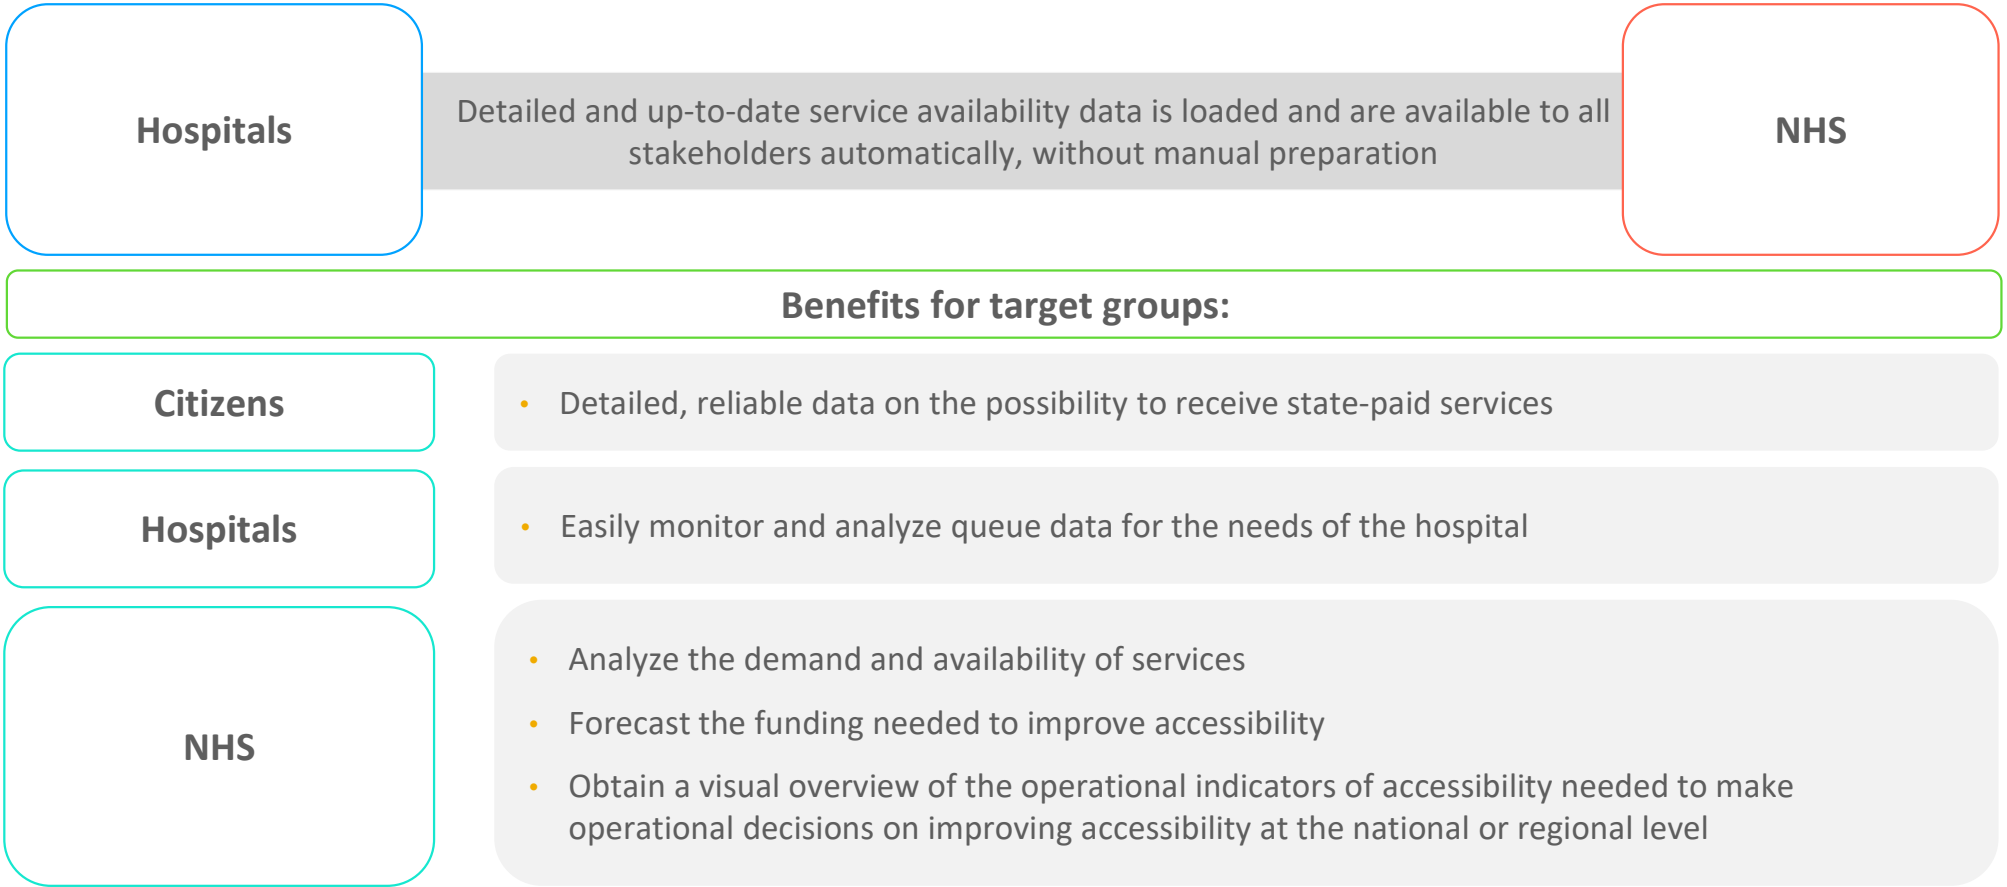 Hospitals
Detailed and up-to-date service availability data is loaded and are available to all
stakeholders automatically, without manual preparation
NHS
Benefits for target groups:
Citizens
• Detailed, reliable data on the possibility to receive state-paid services
Hospitals
• Easily monitor and analyze queue data for the needs of the hospital
NHS
• Analyze the demand and availability of services
• Forecast the funding needed to improve accessibility
• Obtain a visual overview of the operational indicators of accessibility needed to make
operational decisions on improving accessibility at the national or regional level